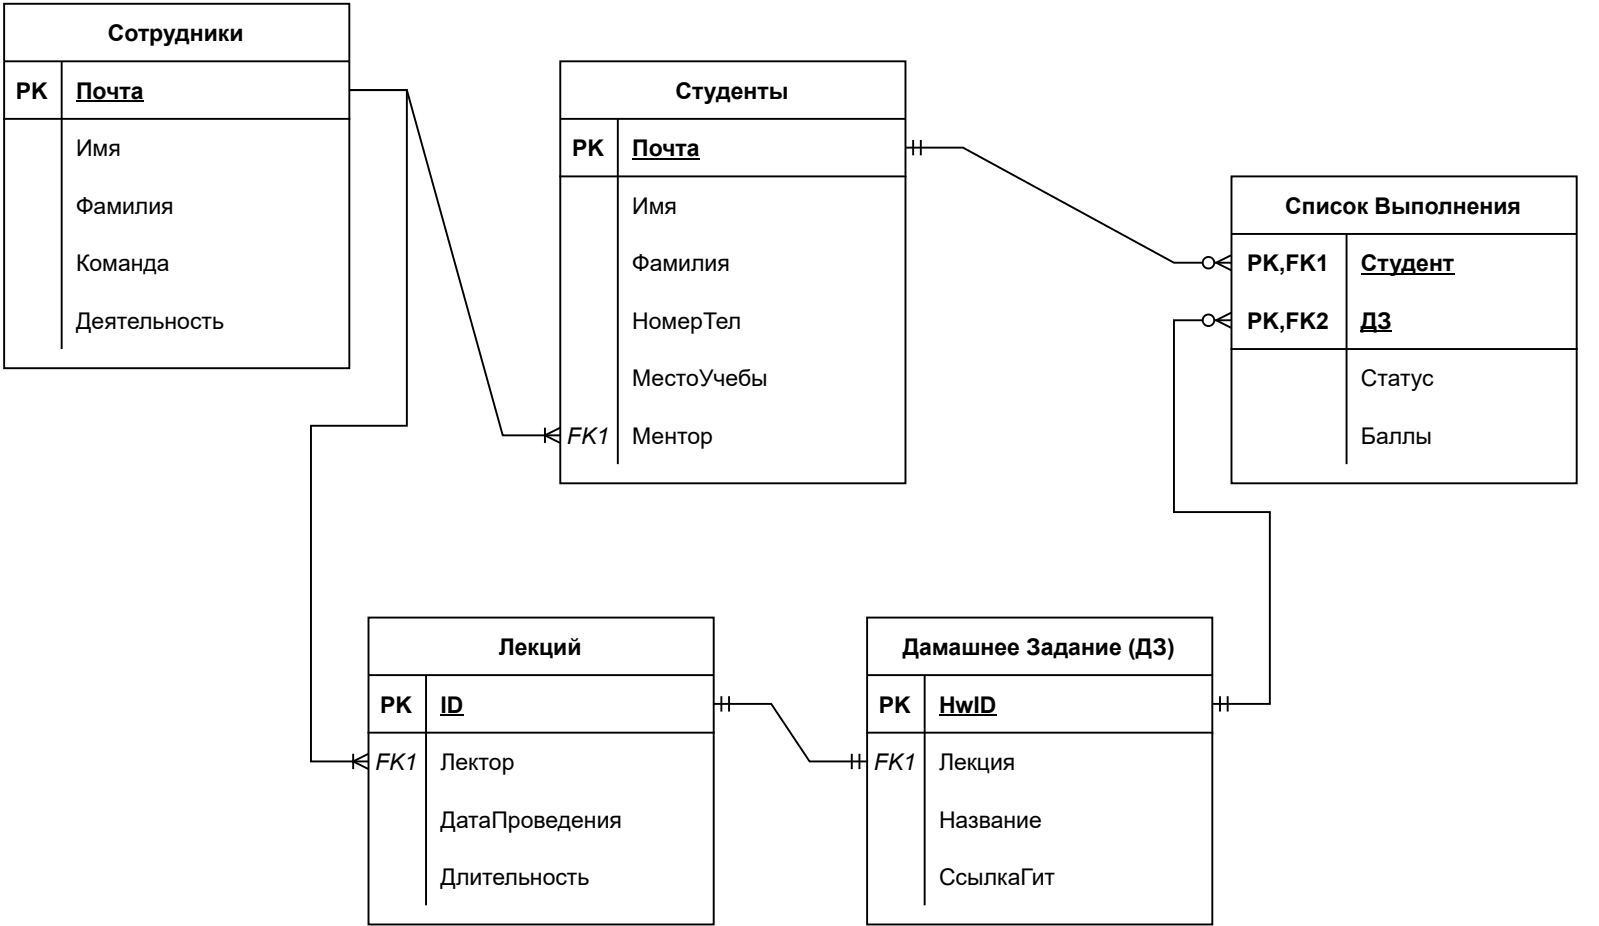 Сотрудники
PK Почта
Имя
Фамилия
Команда
Деятельность
Студенты
PK Почта
Имя
Фамилия
НомерТел
МестоУчебы
FK1 Ментор
Список Выполнения
PK,FK1 Студент
PK,FK2 ДЗ
Статус
Баллы
Лекций
PK ID
FK1 Лектор
ДатаПроведения
Длительность
Дамашнее Задание (ДЗ)
PK HwID
FK1 Лекция
Название
СсылкаГит